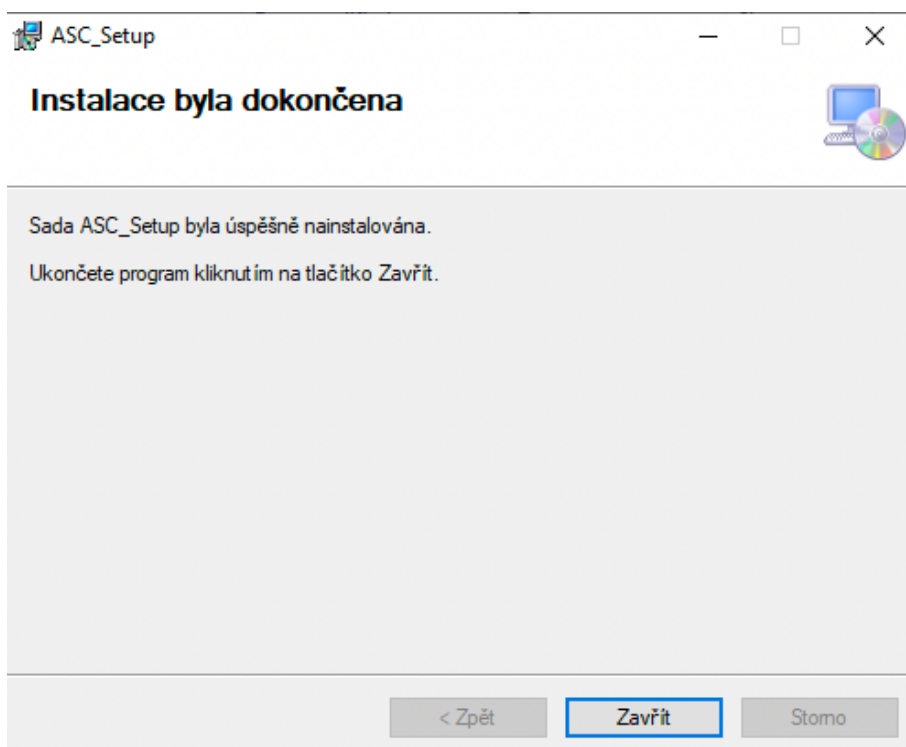 ASC_Setup
Instalace byla dokončena
Sada ASC_Setup byla úspěšně nainstalována.
Ukončete program kliknutím na tlačítko Zavřít.
< Zpět
Zavřít
Storno